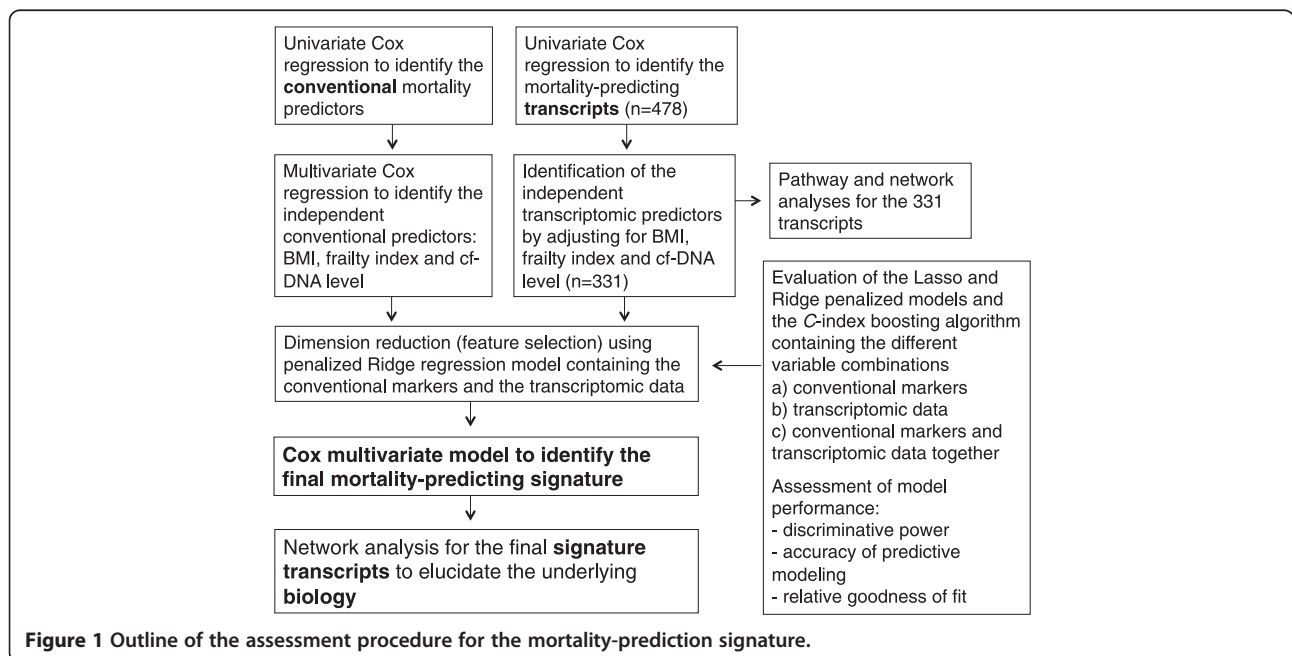 Univariate Cox
regression to identify the
conventional mortality
predictors
Univariate Cox
regression to identify the
mortality-predicting
transcripts (n=478)
Multivariate Cox
regression to identify the
independent
conventional predictors:
BMI, frailty index and cf-
DNA level
Identification of the
independent
transcriptomic predictors
by adjusting for BMI,
frailty index and cf-DNA
level (n=331)
Pathway and network
analyses for the 331
transcripts
Evaluation of the Lasso and
Ridge penalized models and
the C-index boosting algorithm
containing the different
variable combinations
a) conventional markers
b) transcriptomic data
c) conventional markers and
transcriptomic data together
Assessment of model
performance:
- discriminative power
- accuracy of predictive
modeling
- relative goodness of fit
Dimension reduction (feature selection) using
penalized Ridge regression model containing the
conventional markers and the transcriptomic data
Cox multivariate model to identify the
final mortality-predicting signature
Network analysis for the final signature
transcripts to elucidate the underlying
biology
Figure 1 Outline of the assessment procedure for the mortality-prediction signature.